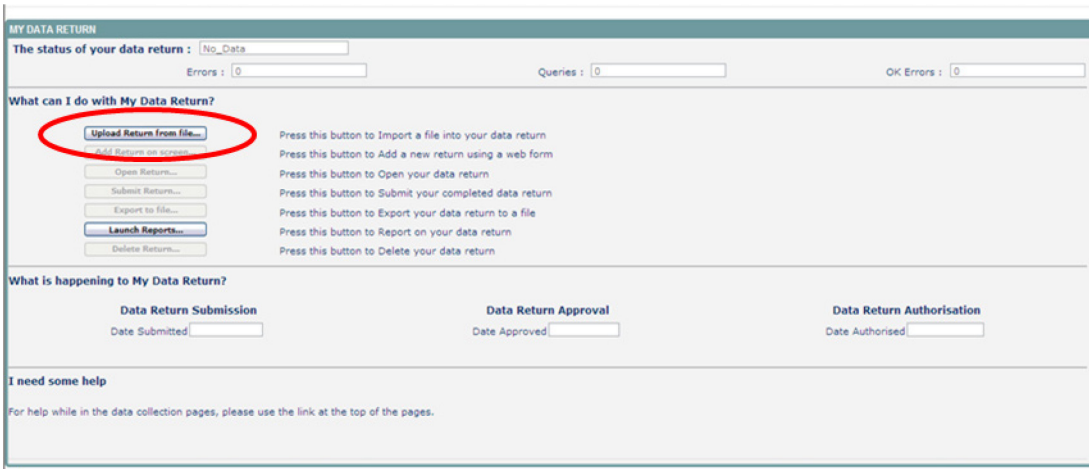 MY DATA RETURN
The status of your data return : No_Data
Errors : 0 Queries : 0 OK Errors : 0
What can I do with My Data Return?
Upload Return from file... Press this button to Import a file into your data return
Add Return on screen... Press this button to Add a new return using a web form
Open Return... Press this button to Open your data return
Submit Return... Press this button to Submit your completed data return
Export to file... Press this button to Export your data return to a file
Launch Reports... Press this button to Report on your data return
Delete Return... Press this button to Delete your data return
What is happening to My Data Return?
Data Return Submission Data Return Approval Data Return Authorisation
Date Submitted Date Approved Date Authorised
I need some help
For help while in the data collection pages, please use the link at the top of the pages.